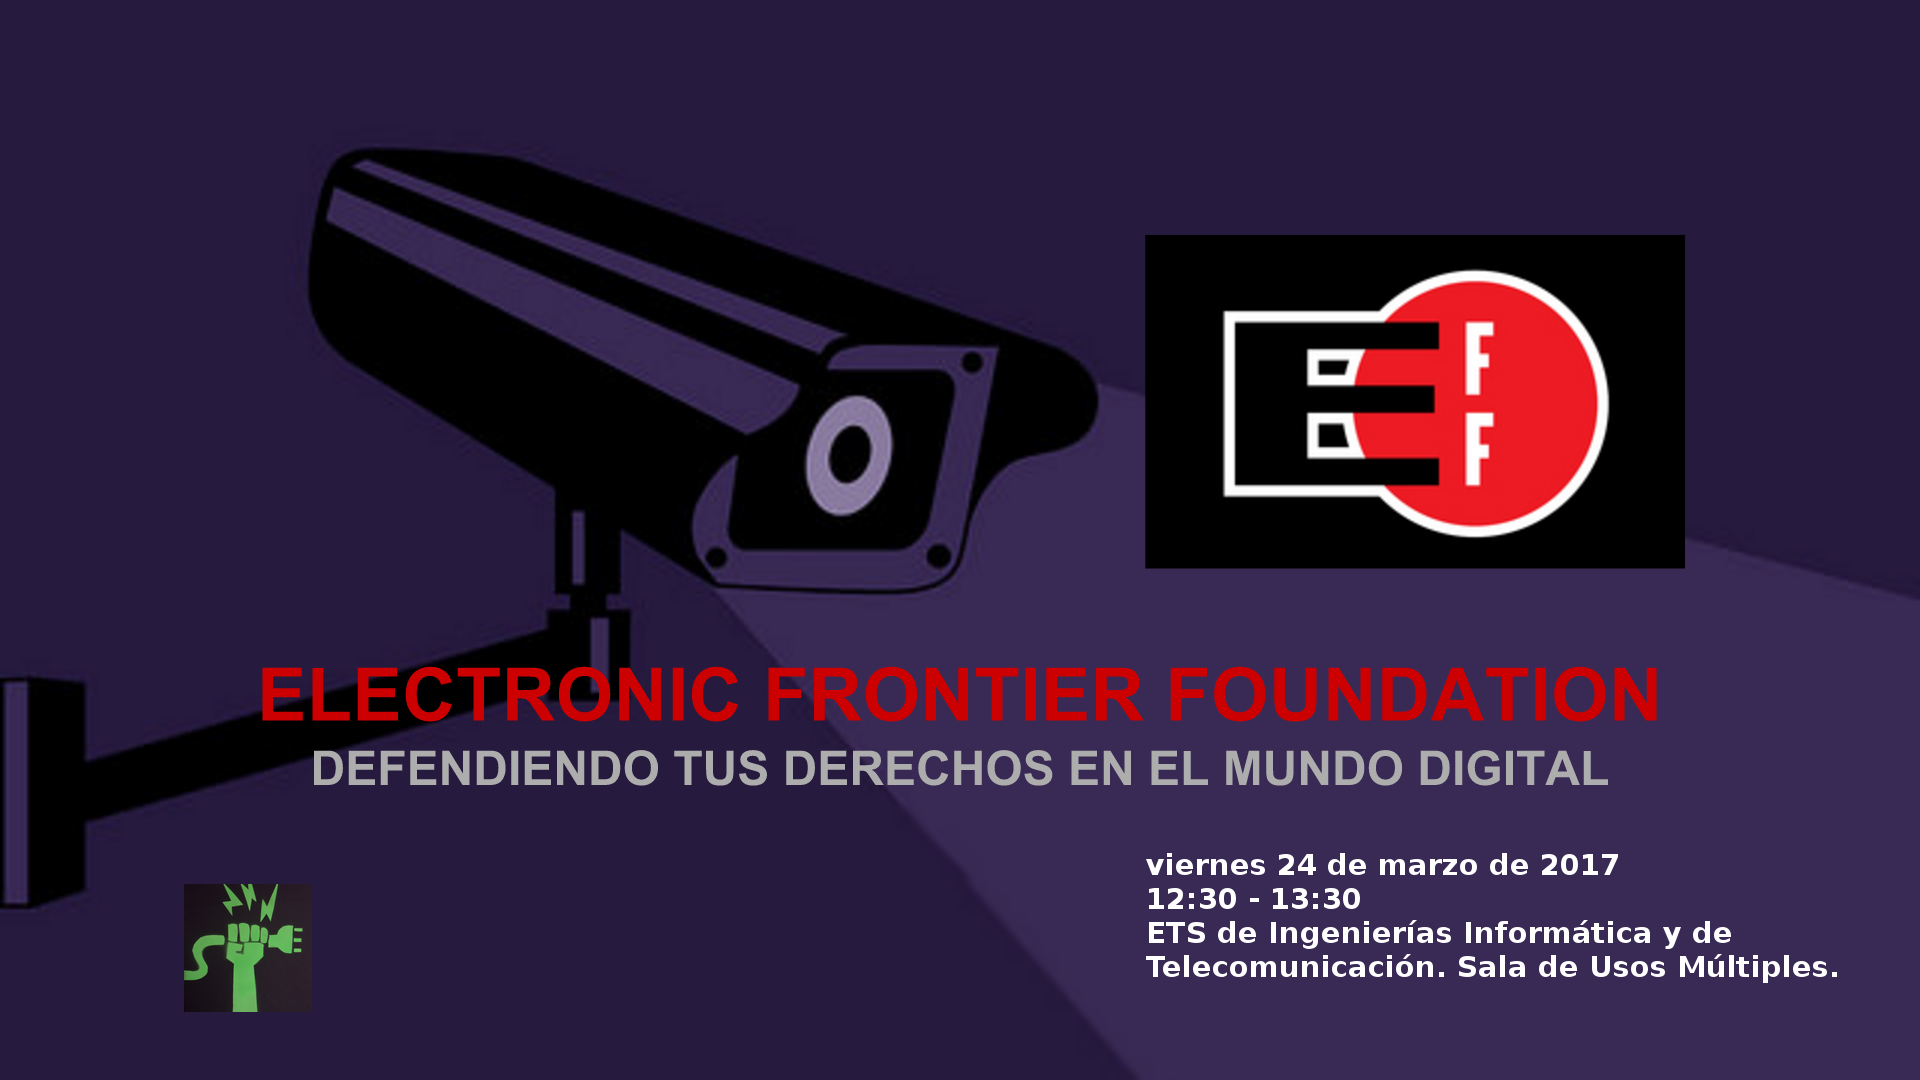 EFF
ELECTRONIC FRONTIER FOUNDATION
DEFENDIENDO TUS DERECHOS EN EL MUNDO DIGITAL
viernes 24 de marzo de 2017
12:30 - 13:30
ETS de Ingenierías Informática y de
Telecomunicación. Sala de Usos Múltiples.